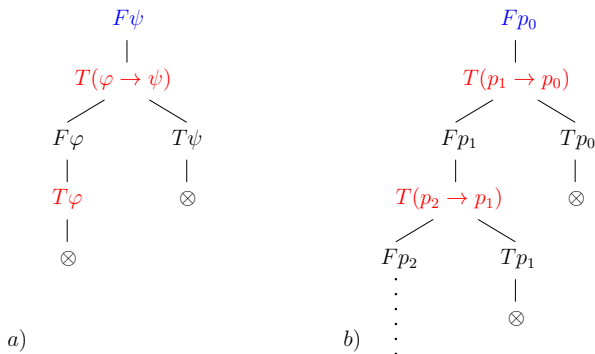 Fψ Fp₀
T(φ → ψ) T(p₁ → p₀)
Fφ Tψ Fp₁ Tp₀
Tφ ⊗ T(p₂ → p₁) ⊗
⊗ Fp₂ Tp₁
⊗
a) b)